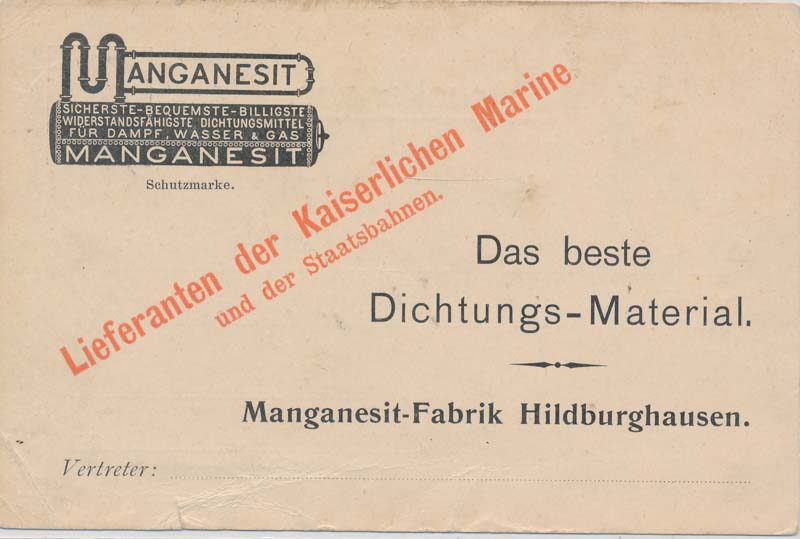 MANGANESIT
SICHERSTE-BEQUEMSTE-BILLIGSTE
WIDERSTANDSFÄHIGSTE DICHTUNGSMITTEL
FÜR DAMPF, WASSER & GAS
MANGANESIT
Schutzmarke.
Lieferanten der Kaiserlichen Marine
und der Staatsbahnen.
Das beste
Dichtungs-Material.
Manganesit-Fabrik Hildburghausen.
Vertreter: